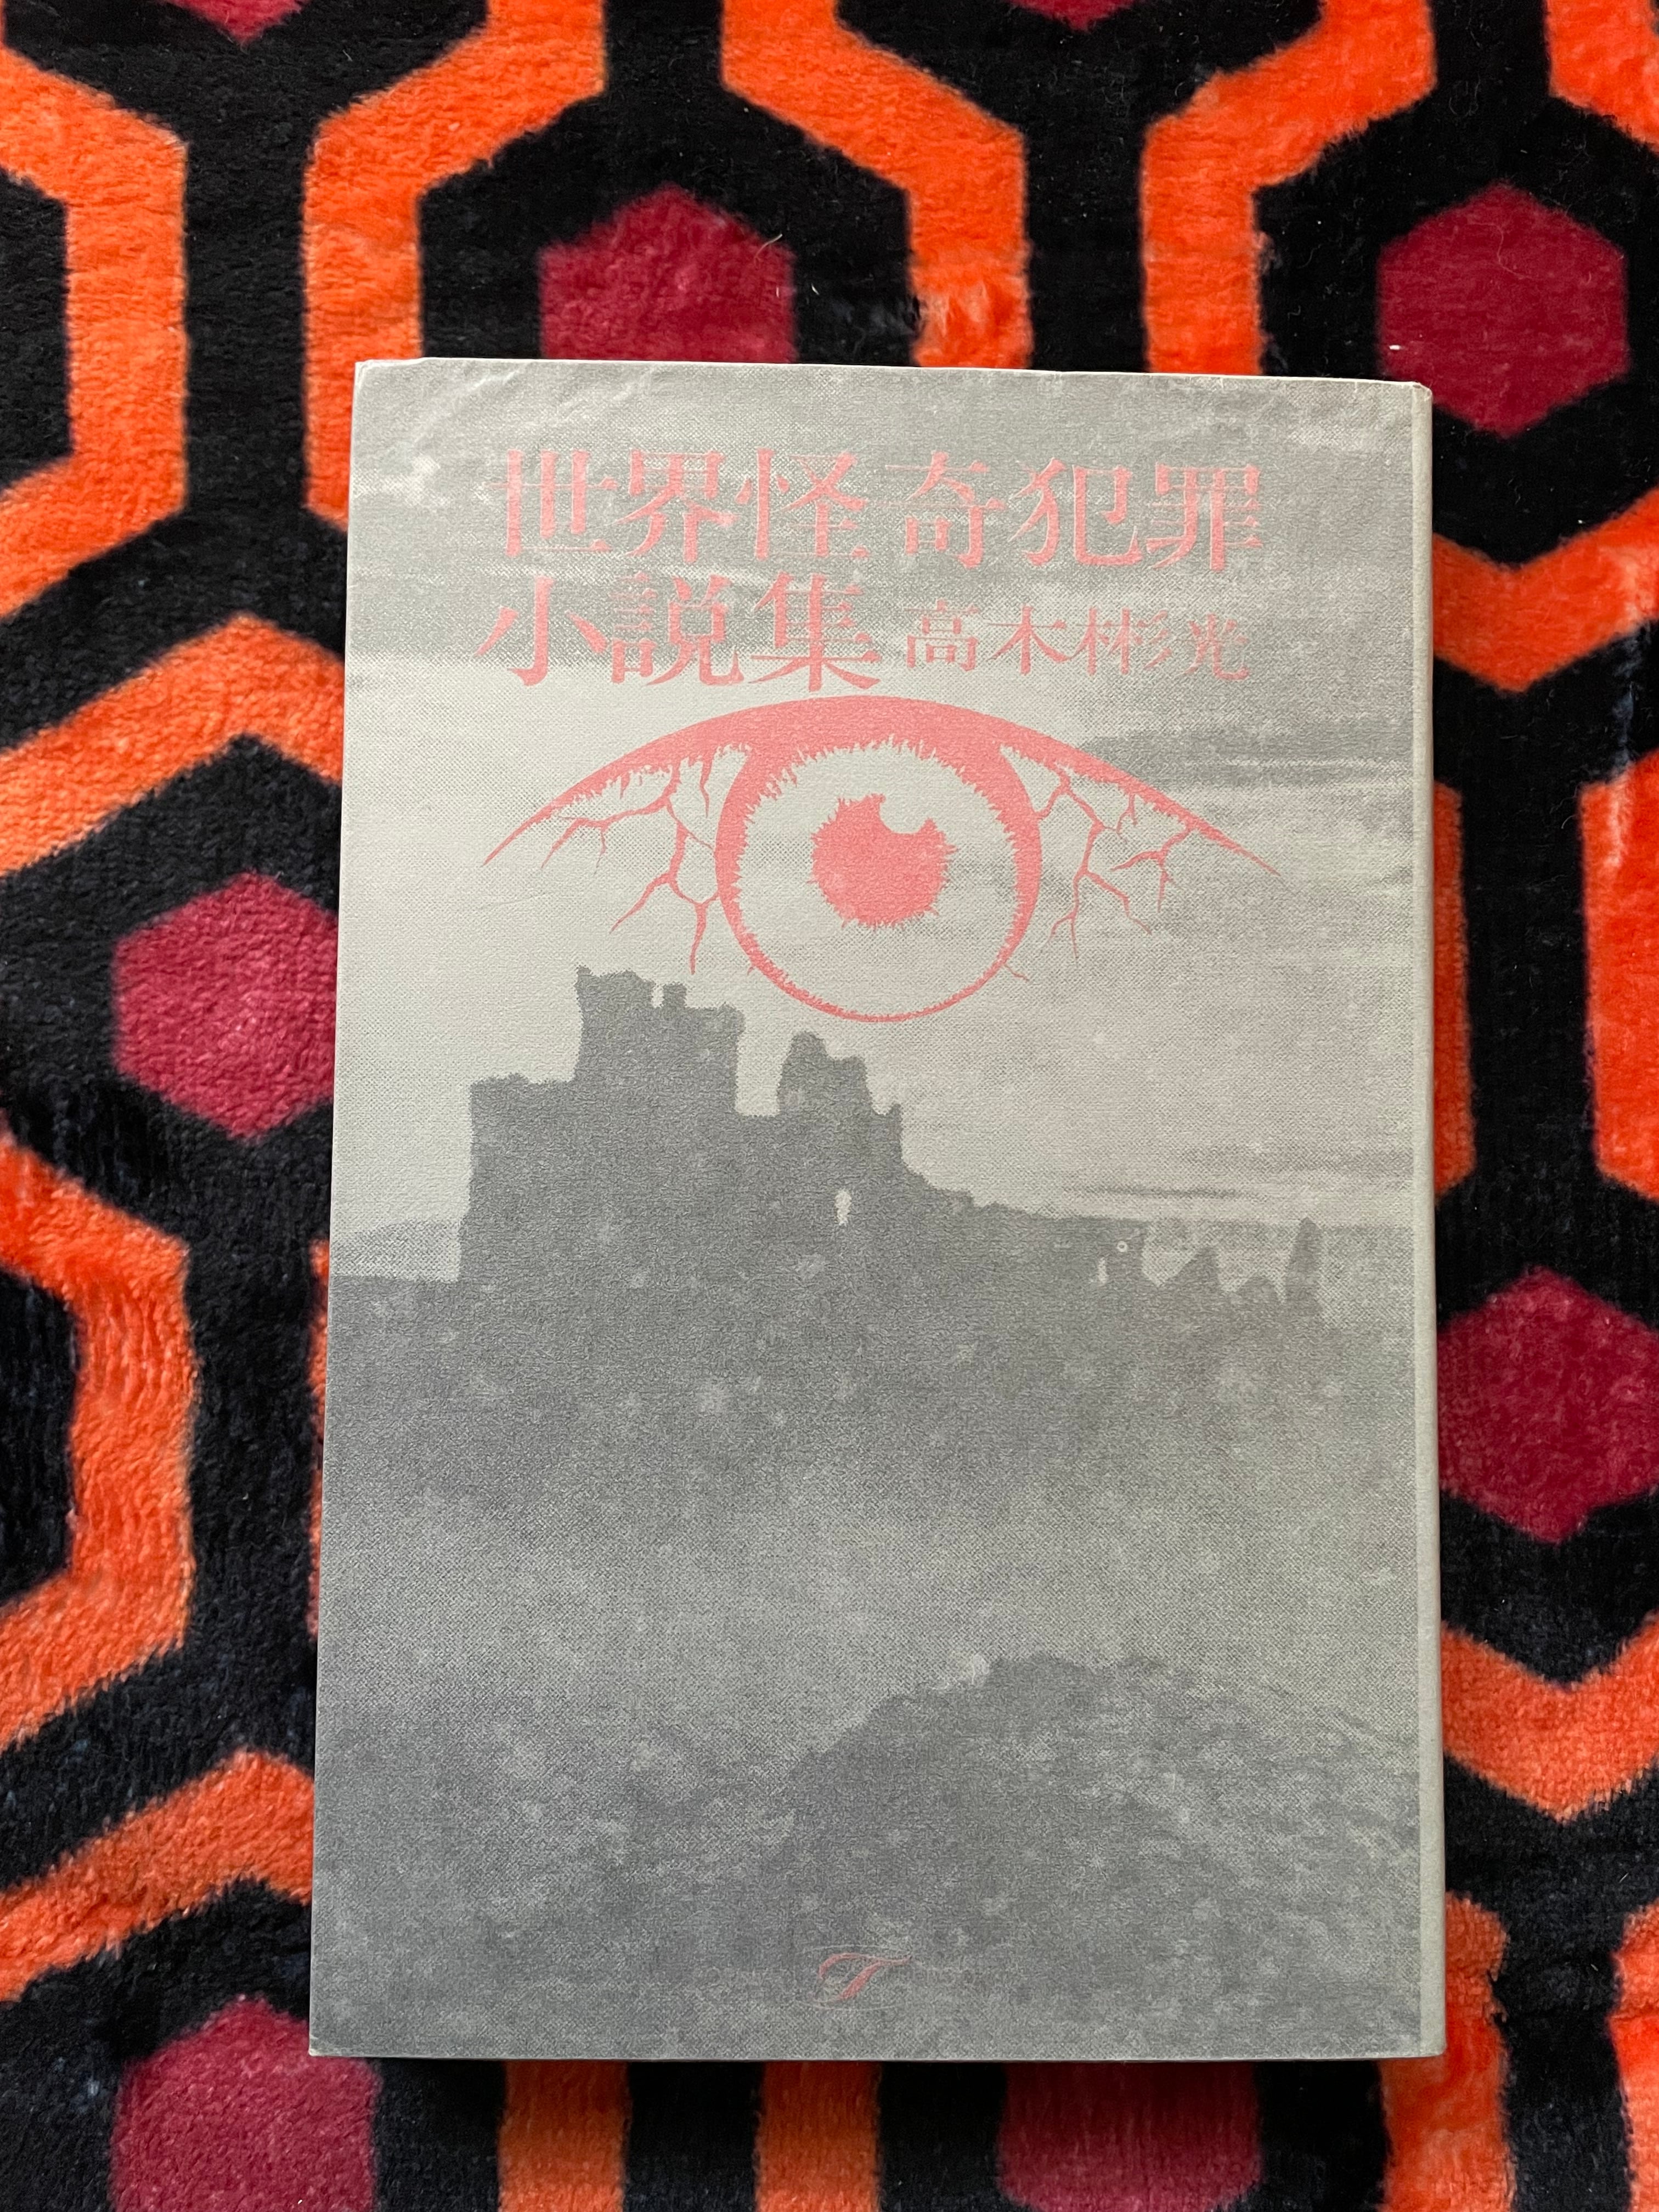 世界怪奇犯罪
小説集 高木彬光
T